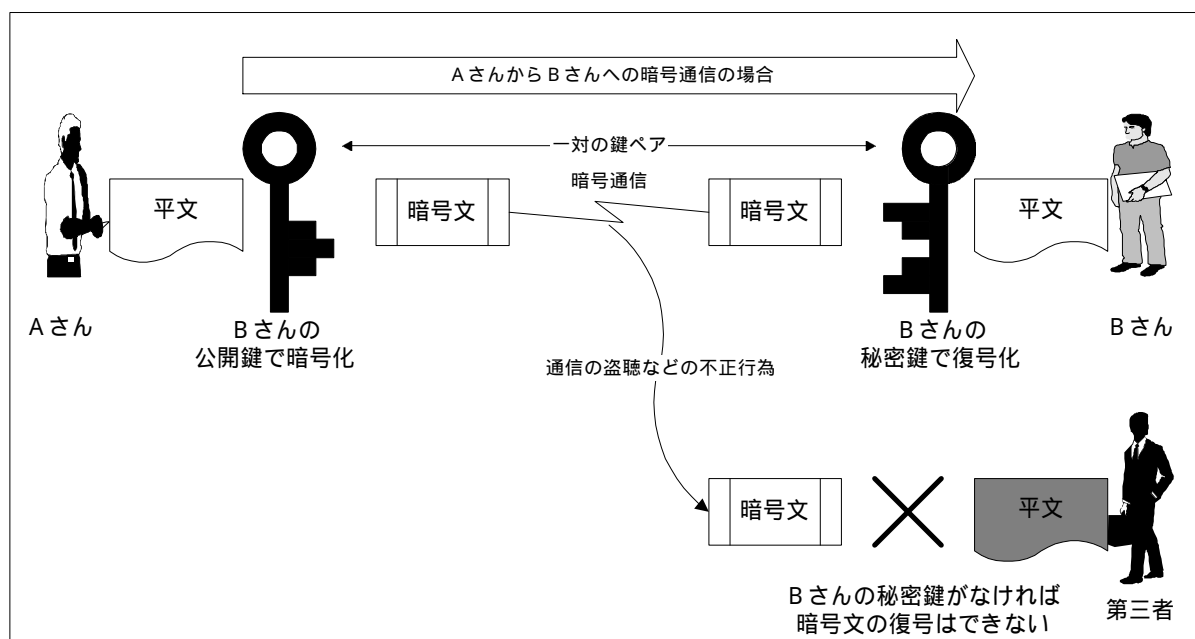 AさんからBさんへの暗号通信の場合
一対の鍵ペア
暗号通信
平文
暗号文
暗号文
平文
Aさん
Bさんの
公開鍵で暗号化
Bさんの
秘密鍵で復号化
Bさん
通信の盗聴などの不正行為
暗号文
平文
Bさんの秘密鍵がなければ
暗号文の復号はできない
第三者